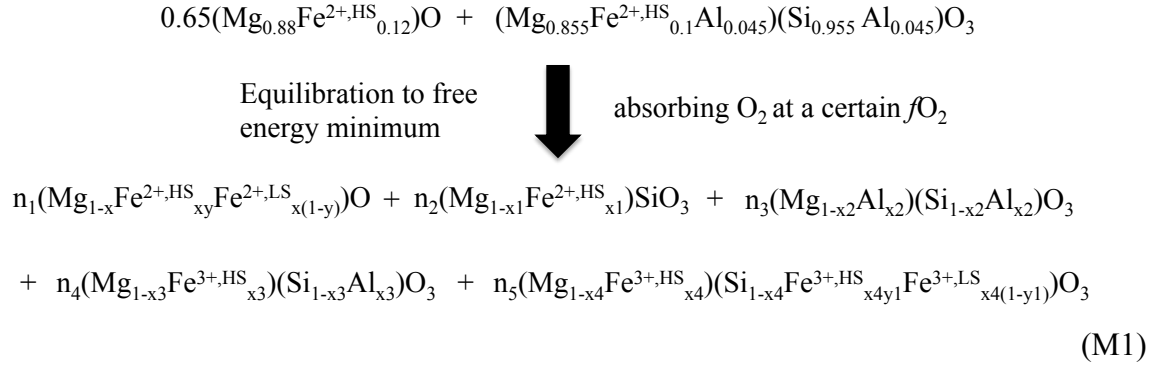 0.65(Mg0.88Fe2+,HS0.12)O + (Mg0.855Fe2+,HS0.1Al0.045)(Si0.955 Al0.045)O3
Equilibration to free
energy minimum
absorbing O2 at a certain fO2
n1(Mg1-xFe2+,HSxyFe2+,LSx(1-y))O + n2(Mg1-x1Fe2+,HSx1)SiO3 + n3(Mg1-x2Alx2)(Si1-x2Alx2)O3
+ n4(Mg1-x3Fe3+,HSx3)(Si1-x3Alx3)O3 + n5(Mg1-x4Fe3+,HSx4)(Si1-x4Fe3+,HSx4y1Fe3+,LSx4(1-y1))O3
(M1)